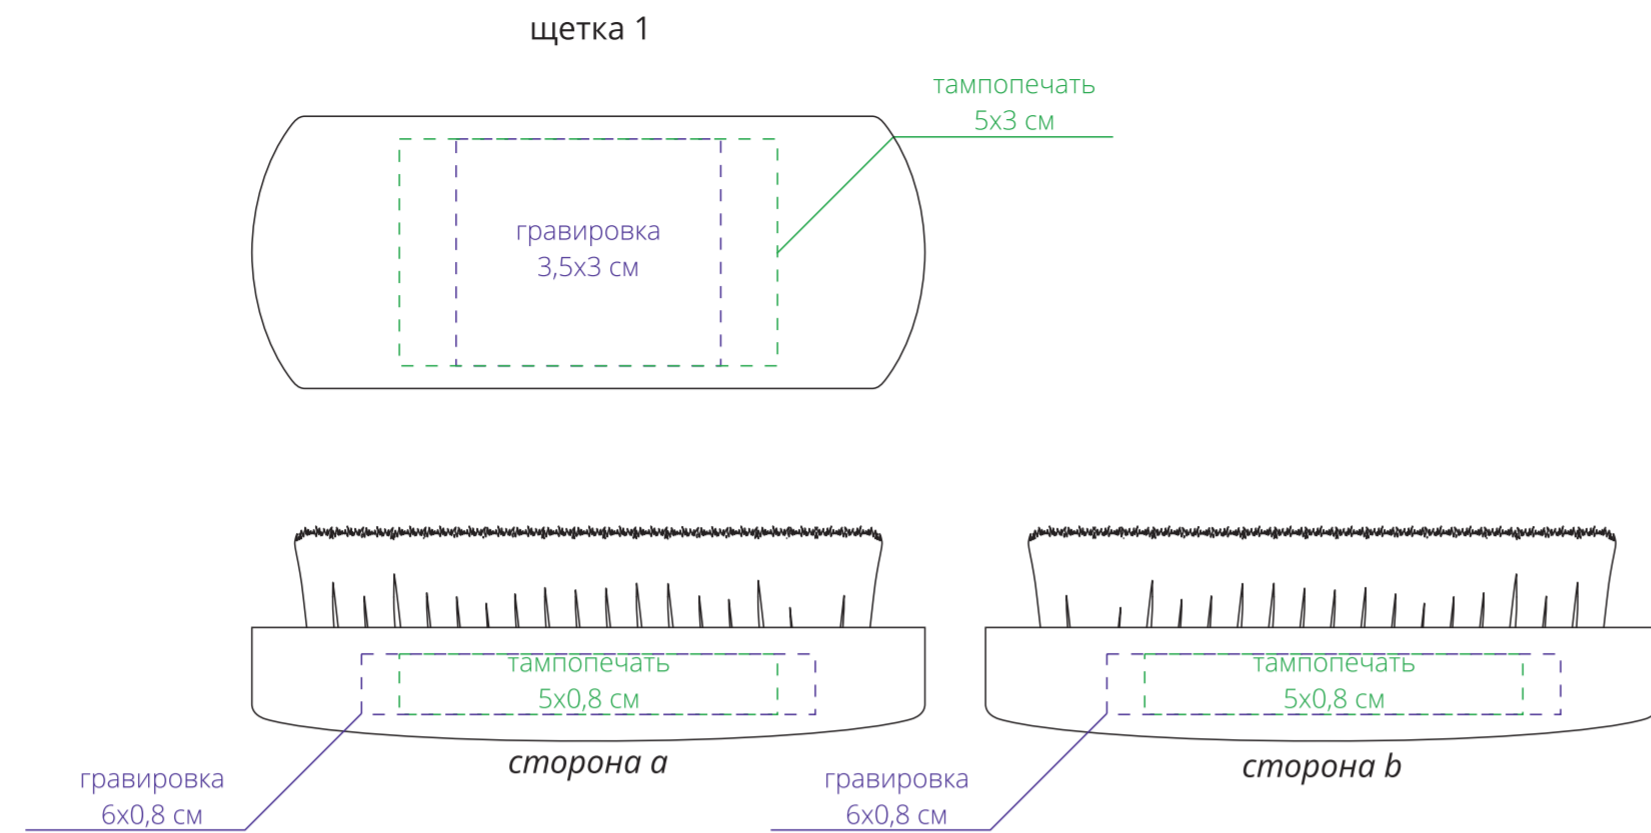 щетка 1
тампопечать
5х3 см
гравировка
3,5х3 см
тампопечать
5х0,8 см
тампопечать
5х0,8 см
сторона a
сторона b
гравировка
6х0,8 см
гравировка
6х0,8 см